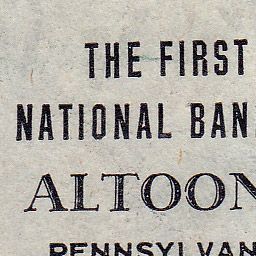 THE FIRST
NATIONAL BAN
ALTOON
PENNSYLVAN